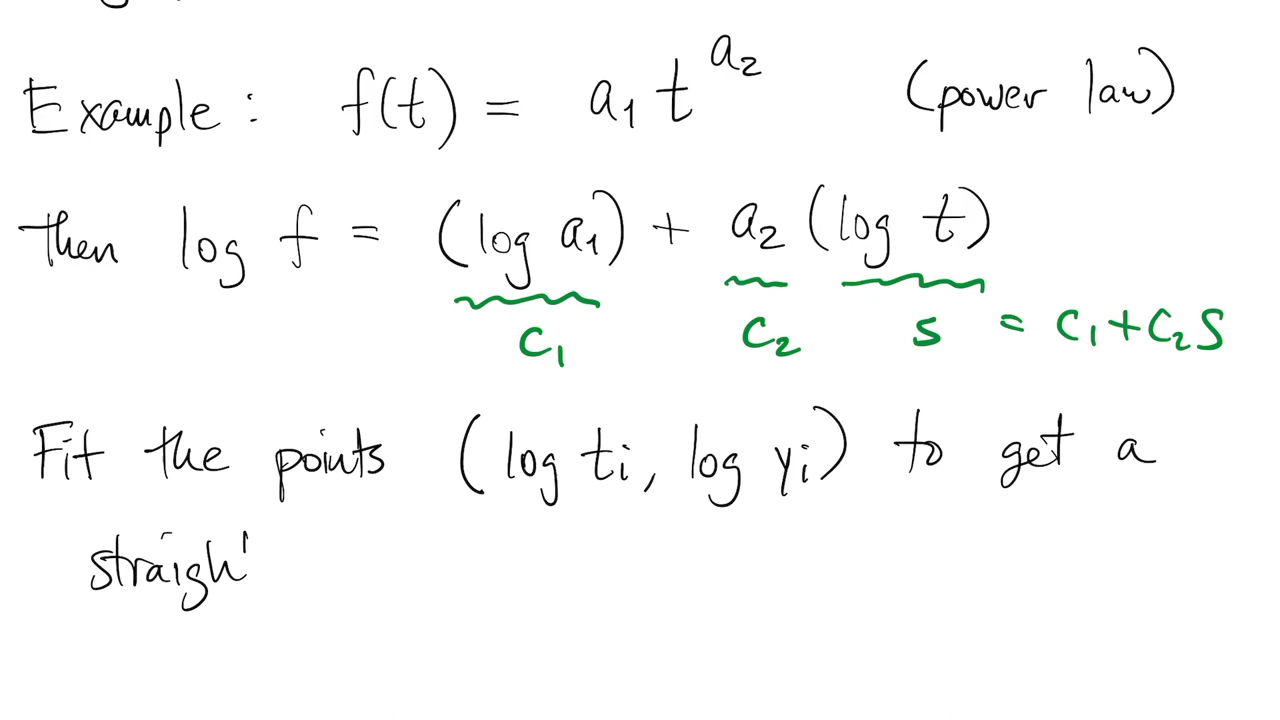 Example: f(t) = a₁ t^a₂ (power law)
then log f = (log a₁) + a₂ (log t)
c₁ c₂ s = c₁+c₂s
Fit the points (log ti, log yi) to get a
straigh